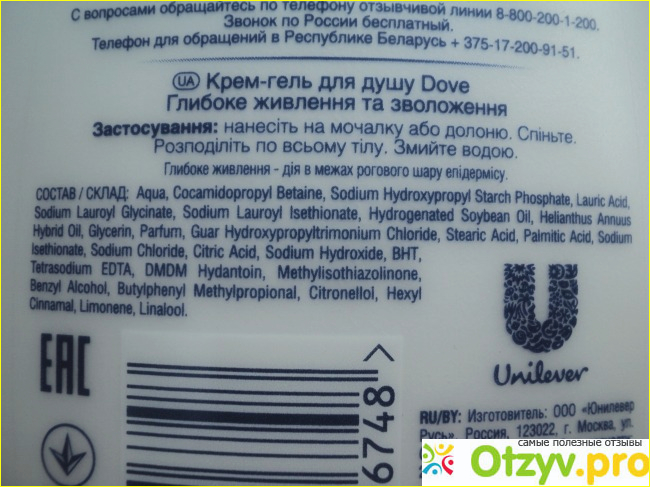 С вопросами обращайтесь по телефону отзывчивой линии 8-800-200-1-200.
Звонок по России бесплатный.
Телефон для обращений в Республике Беларусь + 375-17-200-91-51.
UA Крем-гель для душу Dove
Глибоке живлення та зволоження
Застосування: нанесіть на мочалку або долоню. Спіньте.
Розподіліть по всьому тілу. Змийте водою.
Глибоке живлення - дія в межах рогового шару епідермісу.
СОСТАВ / СКЛАД: Aqua, Cocamidopropyl Betaine, Sodium Hydroxypropyl Starch Phosphate, Lauric Acid,
Sodium Lauroyl Glycinate, Sodium Lauroyl Isethionate, Hydrogenated Soybean Oil, Helianthus Annuus
Hybrid Oil, Glycerin, Parfum, Guar Hydroxypropyltrimonium Chloride, Stearic Acid, Palmitic Acid, Sodium
Isethionate, Sodium Chloride, Citric Acid, Sodium Hydroxide, BHT,
Tetrasodium EDTA, DMDM Hydantoin, Methylisothiazolinone,
Benzyl Alcohol, Butylphenyl Methylpropional, Citronellol, Hexyl
Cinnamal, Limonene, Linalool.
EAC
6748 >
Unilever
RU/BY: Изготовитель: ООО «Юнилевер
Русь», Россия, 123022, г. Москва, ул.
самые полезные отзывы
Otzyv.pro